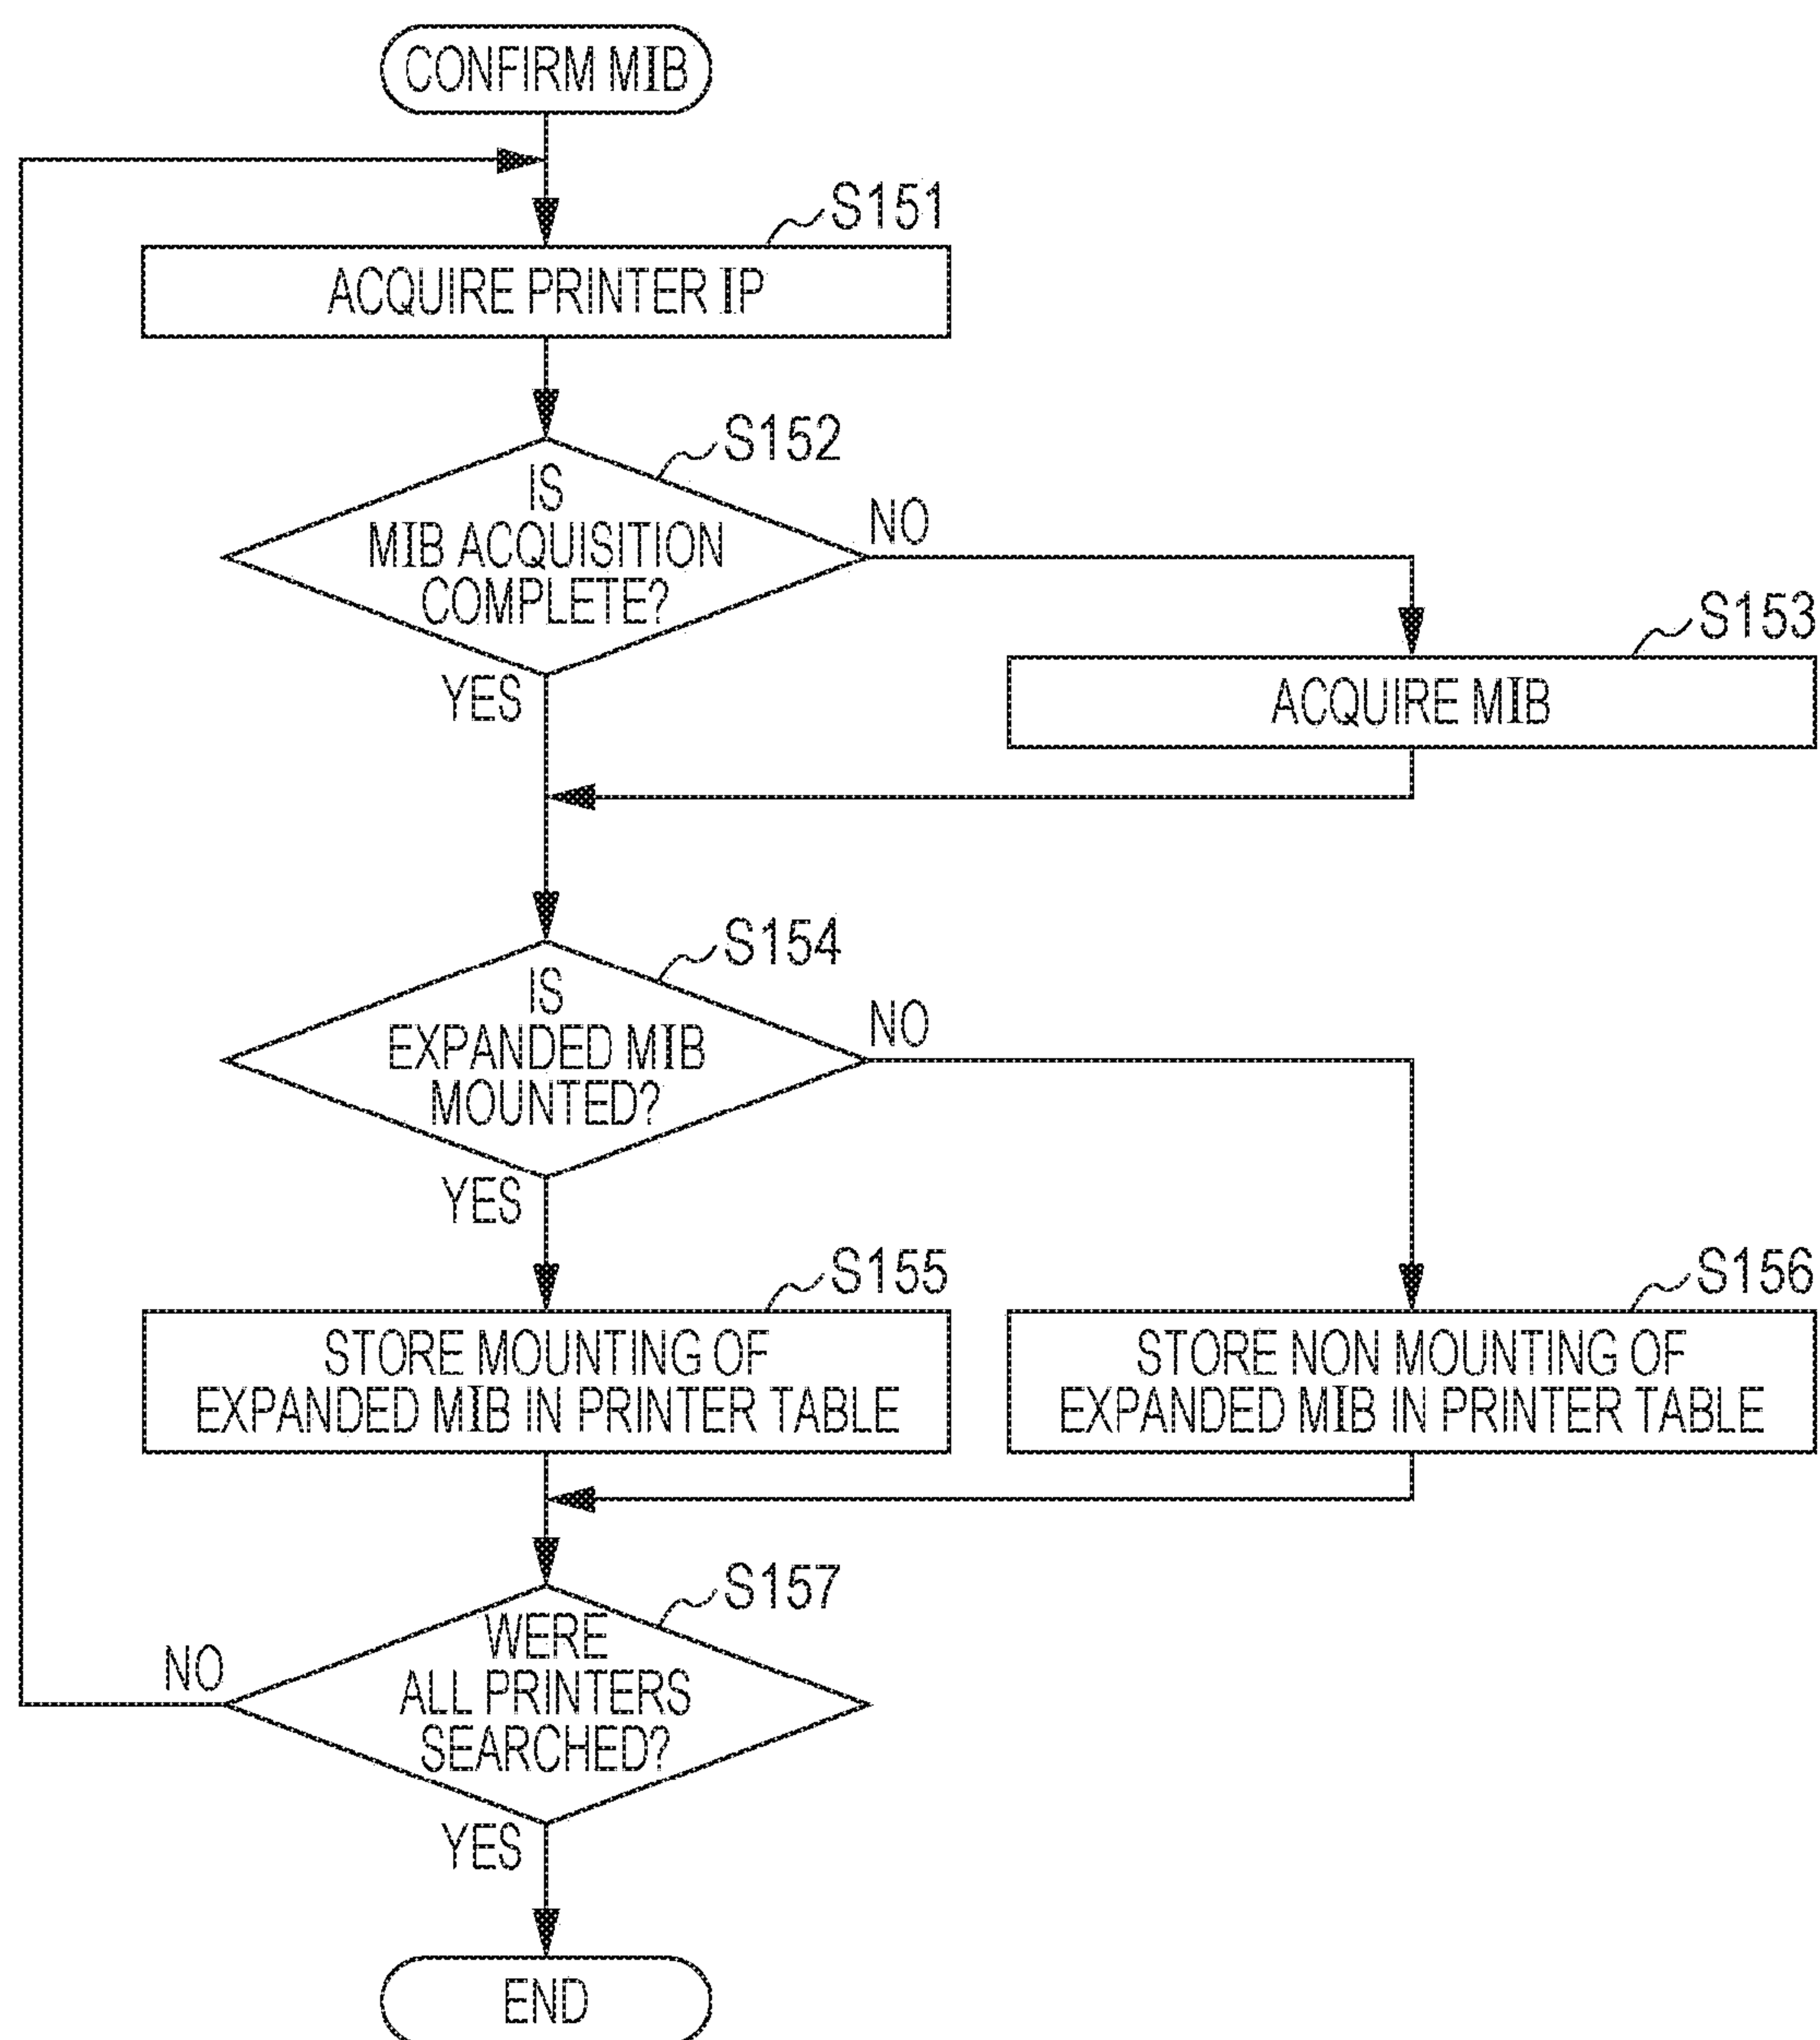 CONFIRM MIB
S151
ACQUIRE PRINTER IP
S152
IS
MIB ACQUISITION
COMPLETE?
NO
YES
S153
ACQUIRE MIB
S154
IS
EXPANDED MIB
MOUNTED?
NO
YES
S155
STORE MOUNTING OF
EXPANDED MIB IN PRINTER TABLE
S156
STORE NON MOUNTING OF
EXPANDED MIB IN PRINTER TABLE
S157
WERE
ALL PRINTERS
SEARCHED?
NO
YES
END